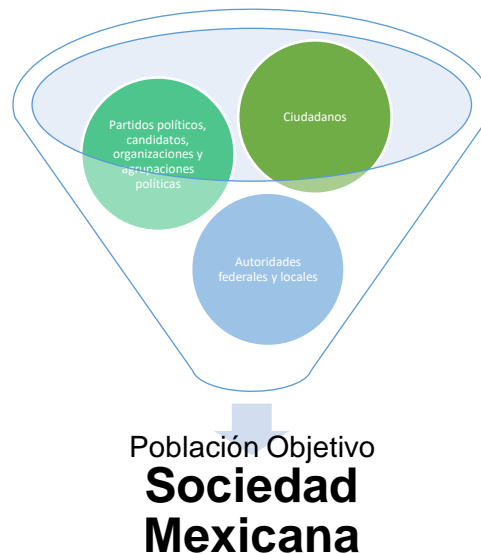 Partidos políticos,
candidatos,
organizaciones y
agrupaciones
políticas
Ciudadanos
Autoridades
federales y locales
Población Objetivo
Sociedad
Mexicana